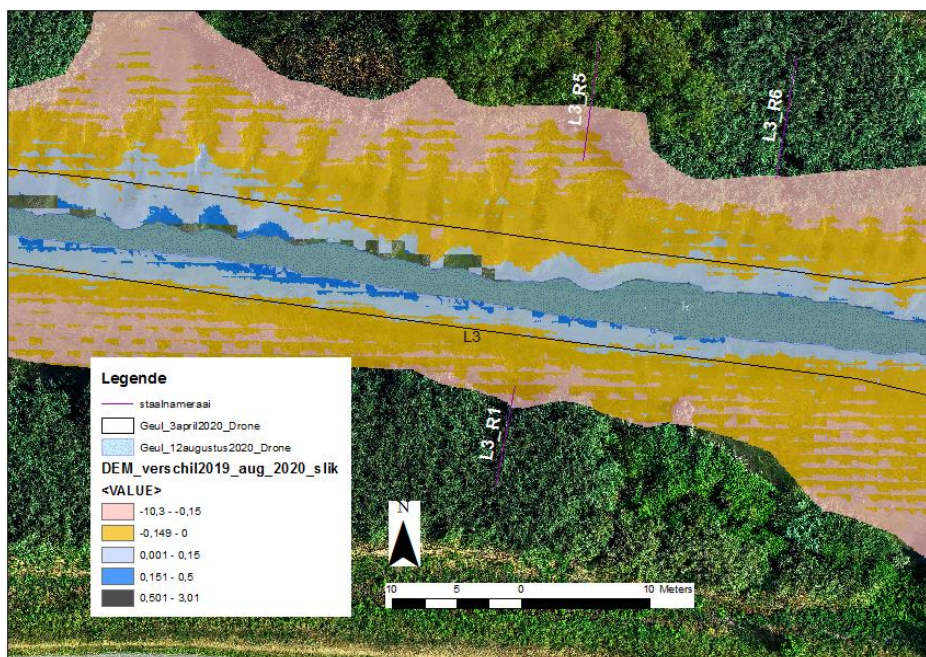 L3_R5
L3_R6
L3
L3_R1
Legende
staalnameraai
Geul_3april2020_Drone
Geul_12augustus2020_Drone
DEM_verschil2019_aug_2020_slik
<VALUE>
-10,3 - -0,15
-0,149 - 0
0,001 - 0,15
0,151 - 0,5
0,501 - 3,01
N
10 5 0 10 Meters